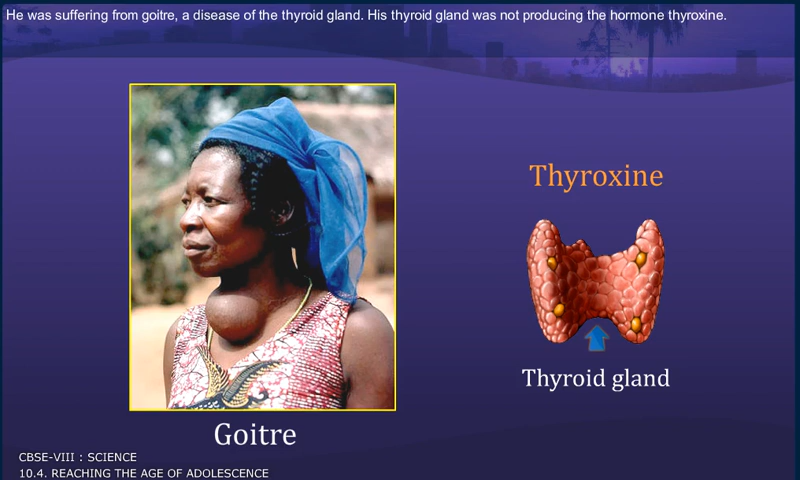 He was suffering from goitre, a disease of the thyroid gland. His thyroid gland was not producing the hormone thyroxine.
Thyroxine
Thyroid gland
Goitre
CBSE-VIII : SCIENCE
10.4. REACHING THE AGE OF ADOLESCENCE